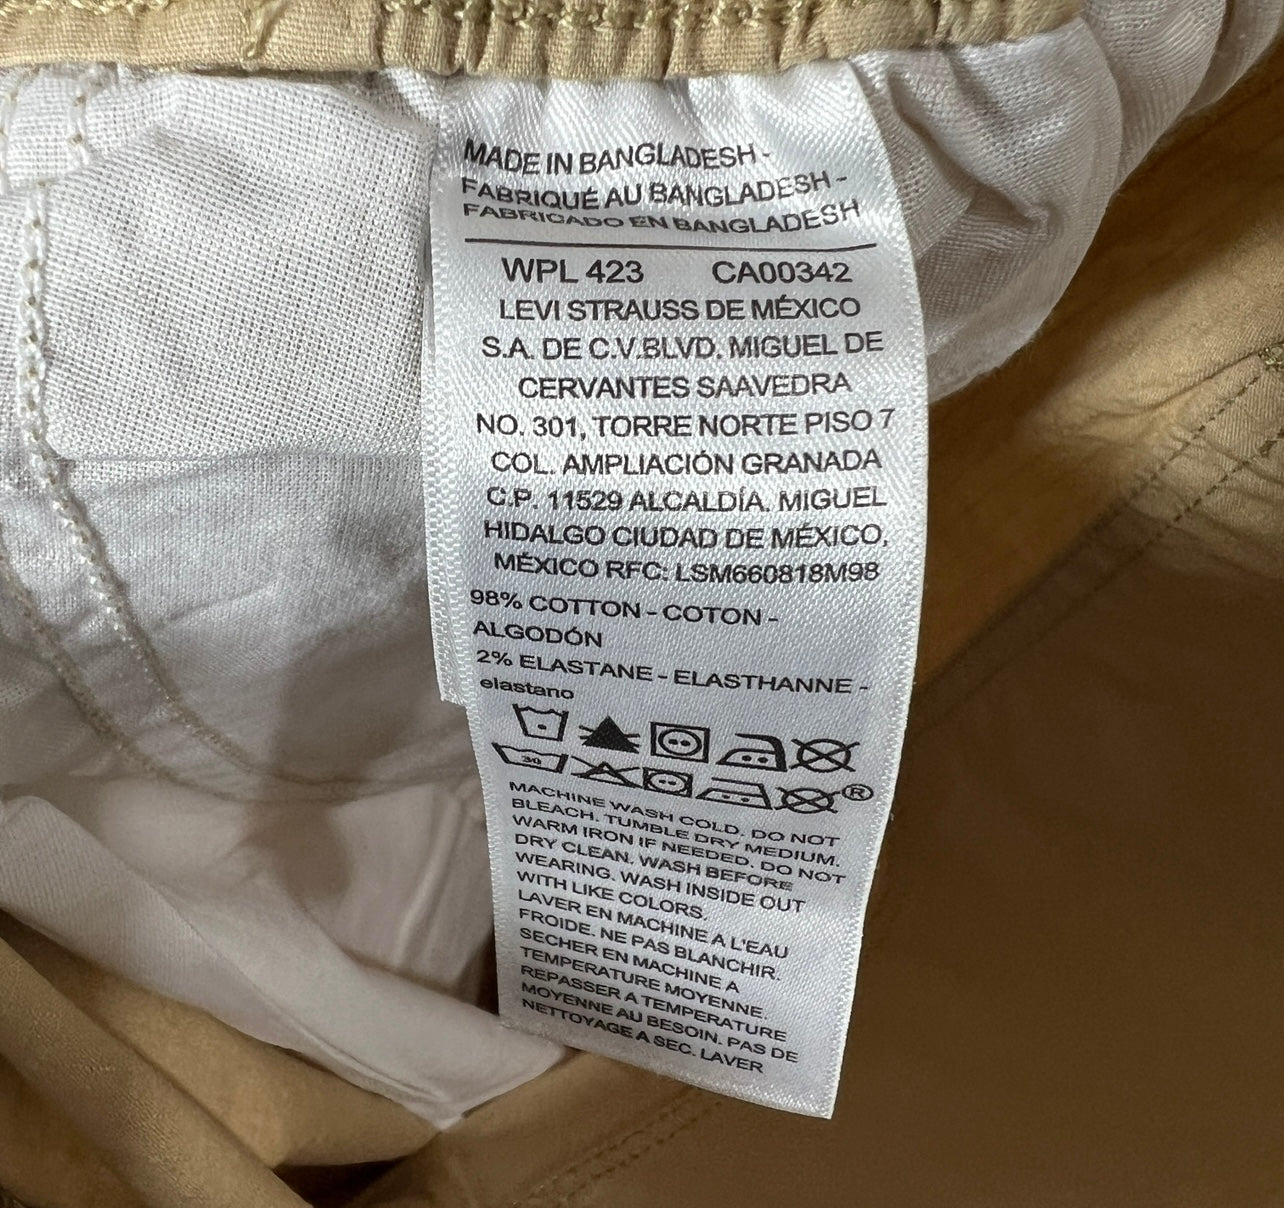 MADE IN BANGLADESH -
FABRIQUÉ AU BANGLADESH -
FABRICADO EN BANGLADESH
WPL 423 CA00342
LEVI STRAUSS DE MÉXICO
S.A. DE C.V.BLVD. MIGUEL DE
CERVANTES SAAVEDRA
NO. 301, TORRE NORTE PISO 7
COL. AMPLIACIÓN GRANADA
C.P. 11529 ALCALDÍA. MIGUEL
HIDALGO CIUDAD DE MÉXICO,
MÉXICO RFC: LSM660818M98
98% COTTON - COTON -
ALGODÓN
2% ELASTANE - ELASTHANNE -
elastano
30
®
MACHINE WASH COLD. DO NOT
BLEACH. TUMBLE DRY MEDIUM.
WARM IRON IF NEEDED. DO NOT
DRY CLEAN. WASH BEFORE
WEARING. WASH INSIDE OUT
WITH LIKE COLORS.
LAVER EN MACHINE A L'EAU
FROIDE. NE PAS BLANCHIR.
SECHER EN MACHINE A
TEMPERATURE MOYENNE.
REPASSER A TEMPERATURE
MOYENNE AU BESOIN. PAS DE
NETTOYAGE A SEC. LAVER